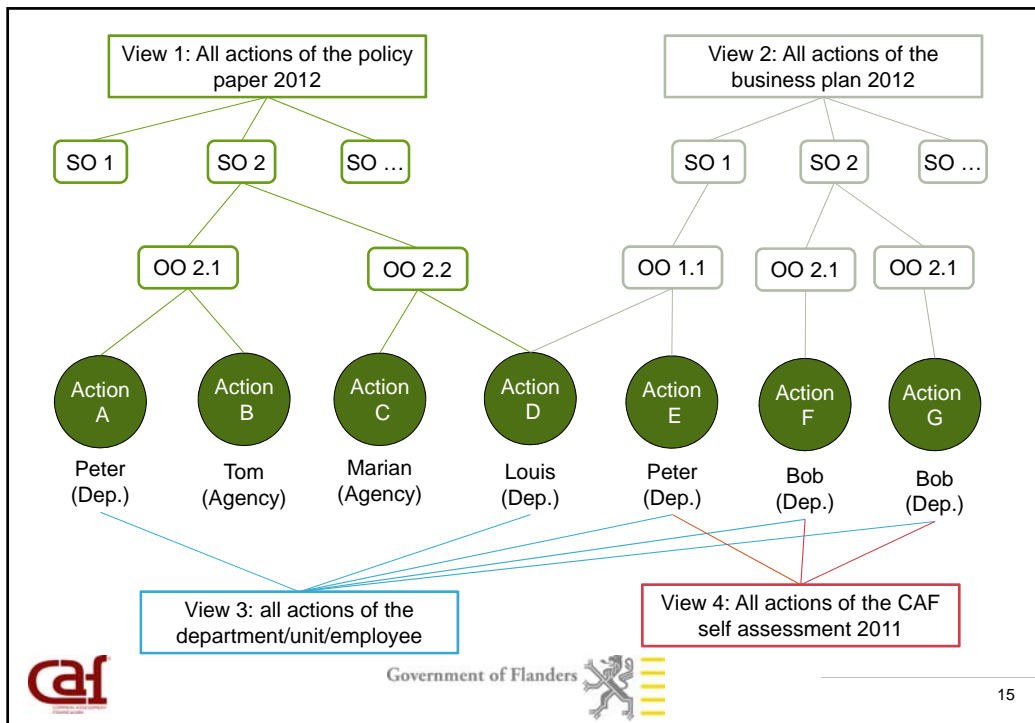 View 1: All actions of the policy
paper 2012
View 2: All actions of the
business plan 2012
SO 1
SO 2
SO …
SO 1
SO 2
SO …
OO 2.1
OO 2.2
OO 1.1
OO 2.1
OO 2.1
Action
A
Action
B
Action
C
Action
D
Action
E
Action
F
Action
G
Peter
(Dep.)
Tom
(Agency)
Marian
(Agency)
Louis
(Dep.)
Peter
(Dep.)
Bob
(Dep.)
Bob
(Dep.)
View 3: all actions of the
department/unit/employee
View 4: All actions of the CAF
self assessment 2011
caf
COMMON ASSESSMENT
FRAMEWORK
Government of Flanders
15